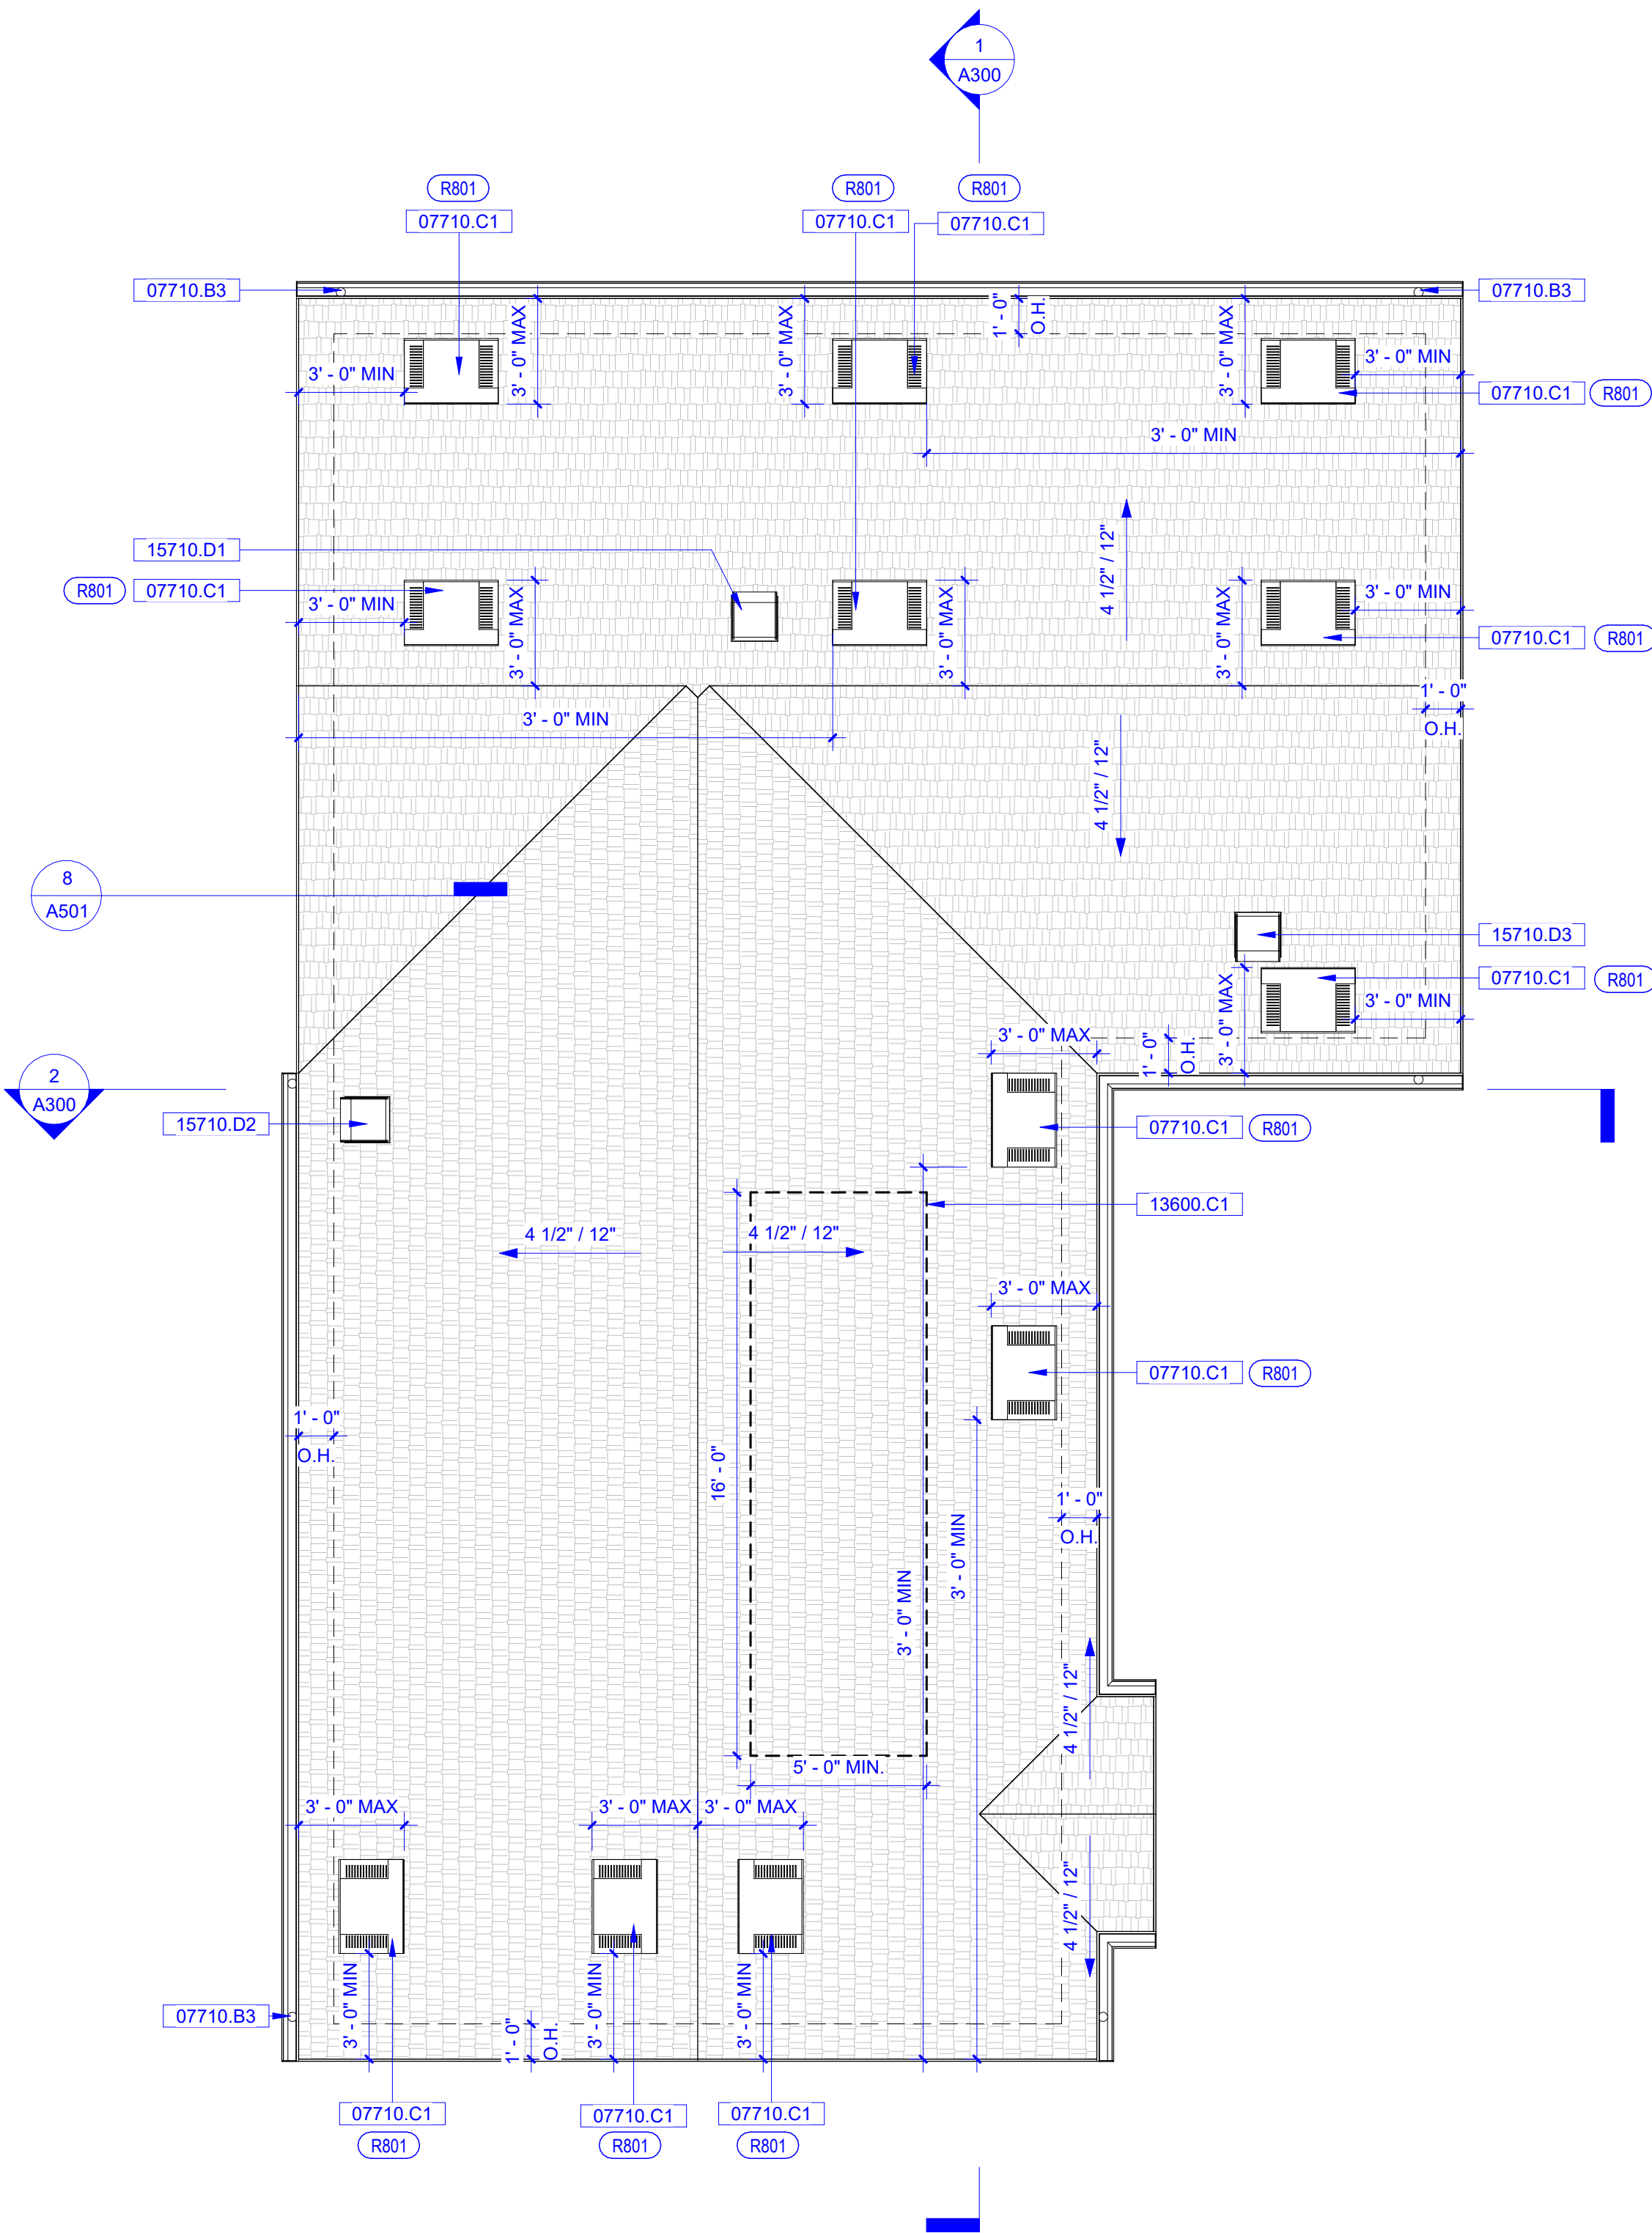 1
A300
R801
R801
R801
07710.C1
07710.C1
07710.C1
07710.B3
07710.B3
3' - 0" MAX
3' - 0" MAX
1' - 0"
O.H.
3' - 0" MAX
3' - 0" MIN
3' - 0" MIN
07710.C1
R801
3' - 0" MIN
4 1/2" / 12"
15710.D1
R801
07710.C1
3' - 0" MIN
3' - 0" MAX
3' - 0" MAX
3' - 0" MAX
3' - 0" MIN
07710.C1
R801
1' - 0"
O.H.
3' - 0" MIN
4 1/2" / 12"
8
A501
15710.D3
07710.C1
R801
3' - 0" MAX
3' - 0" MIN
3' - 0" MAX
1' - 0"
O.H.
2
A300
15710.D2
07710.C1
R801
13600.C1
4 1/2" / 12"
4 1/2" / 12"
3' - 0" MAX
07710.C1
R801
1' - 0"
O.H.
16' - 0"
1' - 0"
O.H.
3' - 0" MIN
3' - 0" MIN
4 1/2" / 12"
5' - 0" MIN.
3' - 0" MAX
3' - 0" MAX
3' - 0" MAX
4 1/2" / 12"
3' - 0" MIN
3' - 0" MIN
3' - 0" MIN
07710.B3
1' - 0"
O.H.
07710.C1
07710.C1
07710.C1
R801
R801
R801